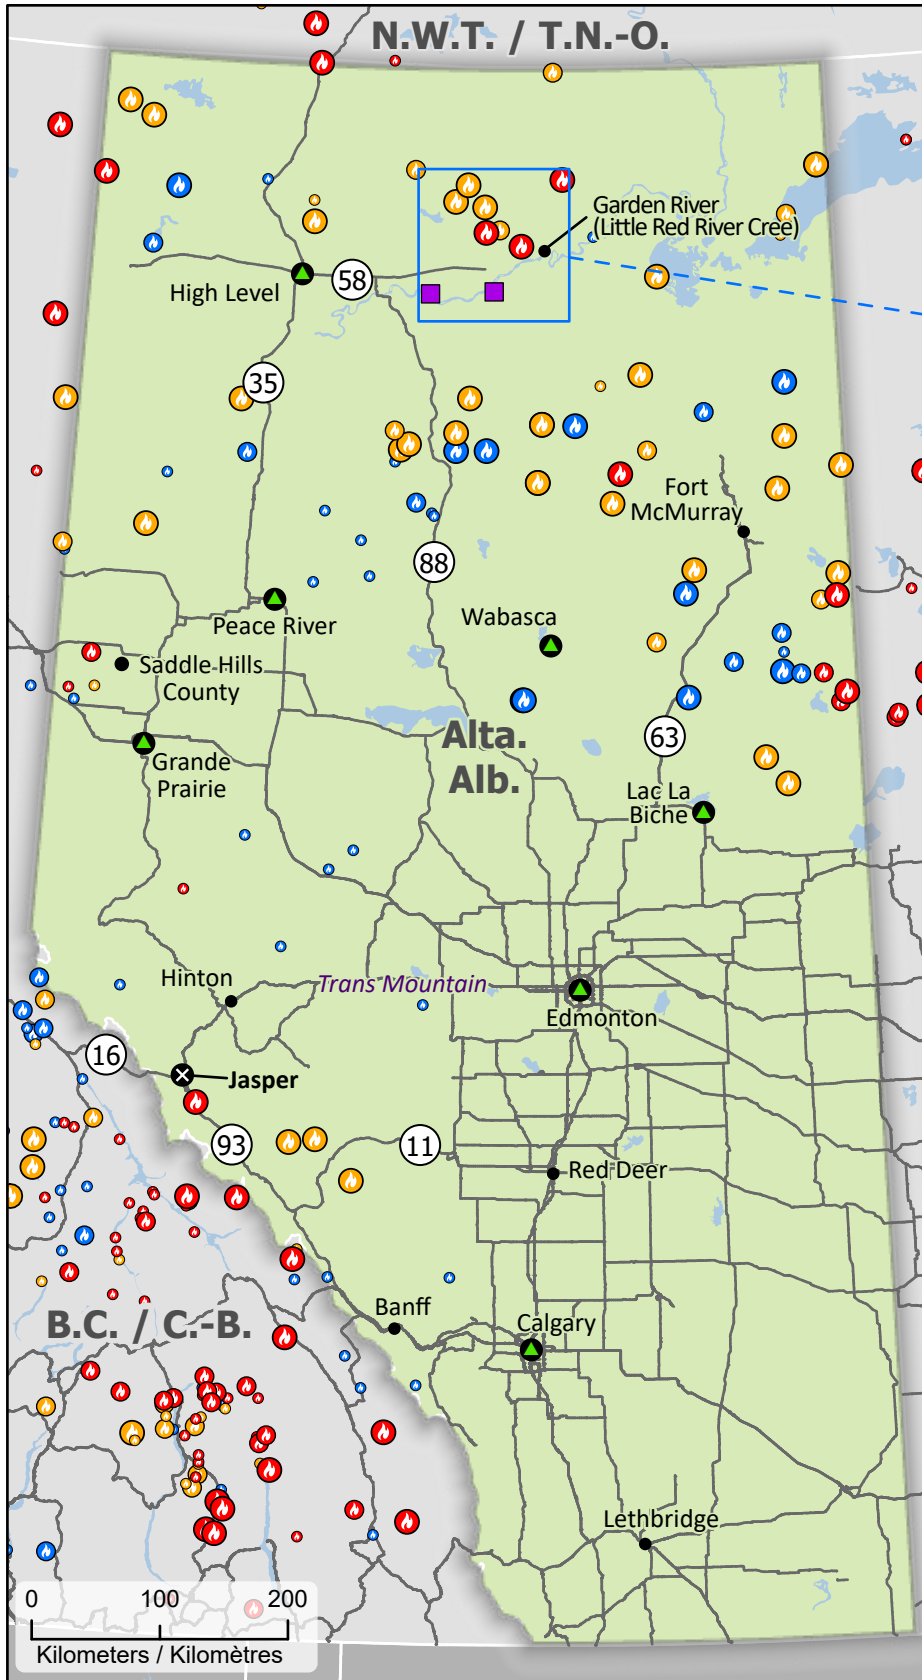 N.W.T. / T.N.-O.
Garden River
(Little Red River Cree)
High Level
58
35
Fort
McMurray
88
Wabasca
Peace River
Saddle Hills
County
63
Alta.
Alb.
Grande
Prairie
Lac La
Biche
Hinton
Trans Mountain
Edmonton
16
Jasper
93
11
Red Deer
Banff
B.C. / C.-B.
Calgary
Lethbridge
0 100 200
Kilometers / Kilomètres